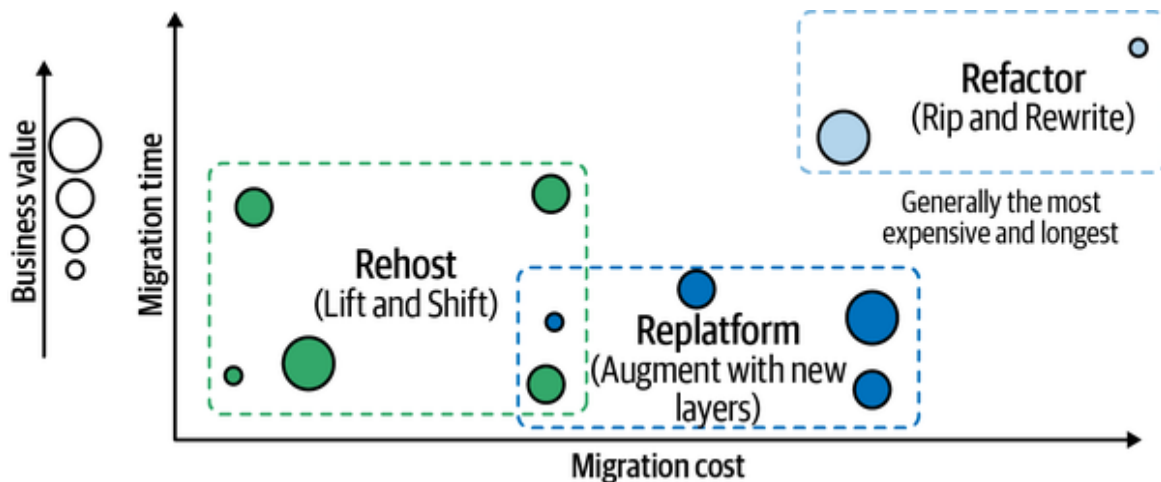 Business value
Migration time
Refactor
(Rip and Rewrite)
Generally the most
expensive and longest
Rehost
(Lift and Shift)
Replatform
(Augment with new
layers)
Migration cost